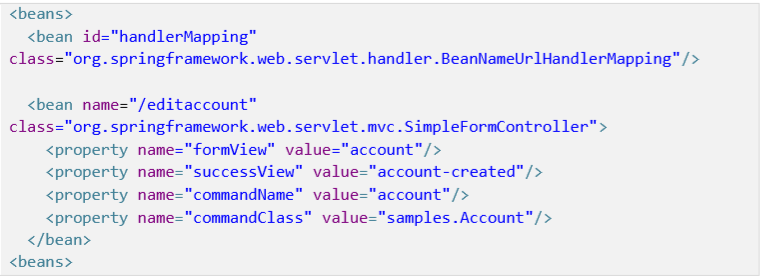 <beans>
<bean id="handlerMapping"
class="org.springframework.web.servlet.handler.BeanNameUrlHandlerMapping"/>
<bean name="/editaccount"
class="org.springframework.web.servlet.mvc.SimpleFormController">
<property name="formView" value="account"/>
<property name="successView" value="account-created"/>
<property name="commandName" value="account"/>
<property name="commandClass" value="samples.Account"/>
</bean>
<beans>